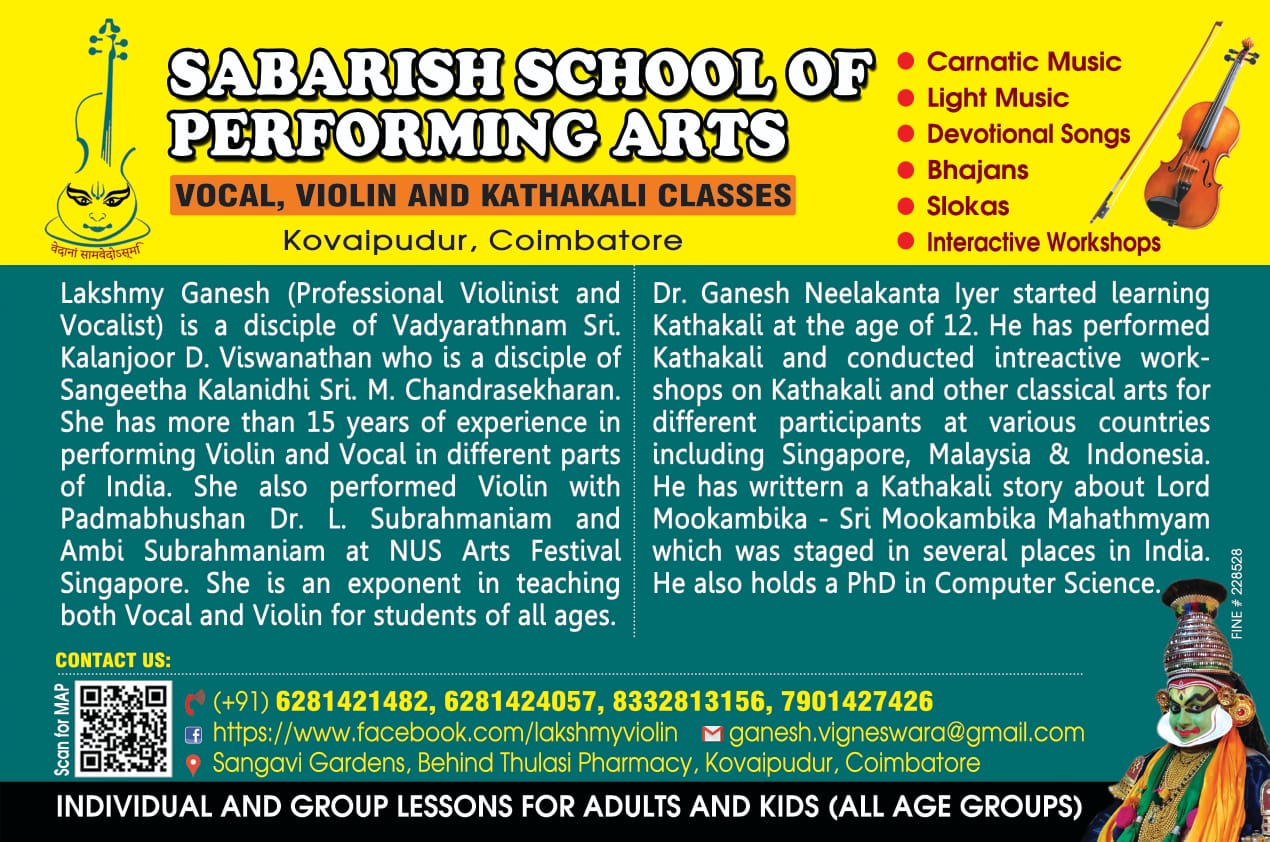 SABARISH SCHOOL OF
PERFORMING ARTS
VOCAL, VIOLIN AND KATHAKALI CLASSES
Kovaipudur, Coimbatore
वेदानां सामवेदोऽस्मि
Carnatic Music
Light Music
Devotional Songs
Bhajans
Slokas
Interactive Workshops
Lakshmy Ganesh (Professional Violinist and
Vocalist) is a disciple of Vadyarathnam Sri.
Kalanjoor D. Viswanathan who is a disciple of
Sangeetha Kalanidhi Sri. M. Chandrasekharan.
She has more than 15 years of experience in
performing Violin and Vocal in different parts
of India. She also performed Violin with
Padmabhushan Dr. L. Subrahmaniam and
Ambi Subrahmaniam at NUS Arts Festival
Singapore. She is an exponent in teaching
both Vocal and Violin for students of all ages.
Dr. Ganesh Neelakanta Iyer started learning
Kathakali at the age of 12. He has performed
Kathakali and conducted intreactive work-
shops on Kathakali and other classical arts for
different participants at various countries
including Singapore, Malaysia & Indonesia.
He has writtern a Kathakali story about Lord
Mookambika - Sri Mookambika Mahathmyam
which was staged in several places in India.
He also holds a PhD in Computer Science.
FINE # 228528
CONTACT US:
Scan for MAP
(+91) 6281421482, 6281424057, 8332813156, 7901427426
https://www.facebook.com/lakshmyviolin ganesh.vigneswara@gmail.com
Sangavi Gardens, Behind Thulasi Pharmacy, Kovaipudur, Coimbatore
INDIVIDUAL AND GROUP LESSONS FOR ADULTS AND KIDS (ALL AGE GROUPS)